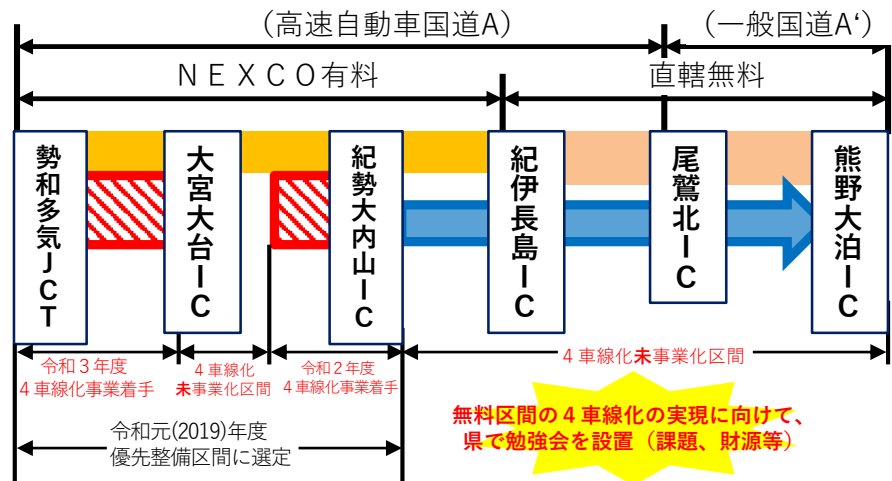 (高速自動車国道A)
(一般国道A‘)
ＮＥＸＣＯ有料
直轄無料
勢和多気JCT
大宮大台IC
紀勢大内山IC
紀伊長島IC
尾鷲北IC
熊野大泊IC
令和３年度
４車線化事業着手
４車線化
未事業化区間
令和２年度
４車線化事業着手
４車線化未事業化区間
令和元(2019)年度
優先整備区間に選定
無料区間の４車線化の実現に向けて、
県で勉強会を設置（課題、財源等）